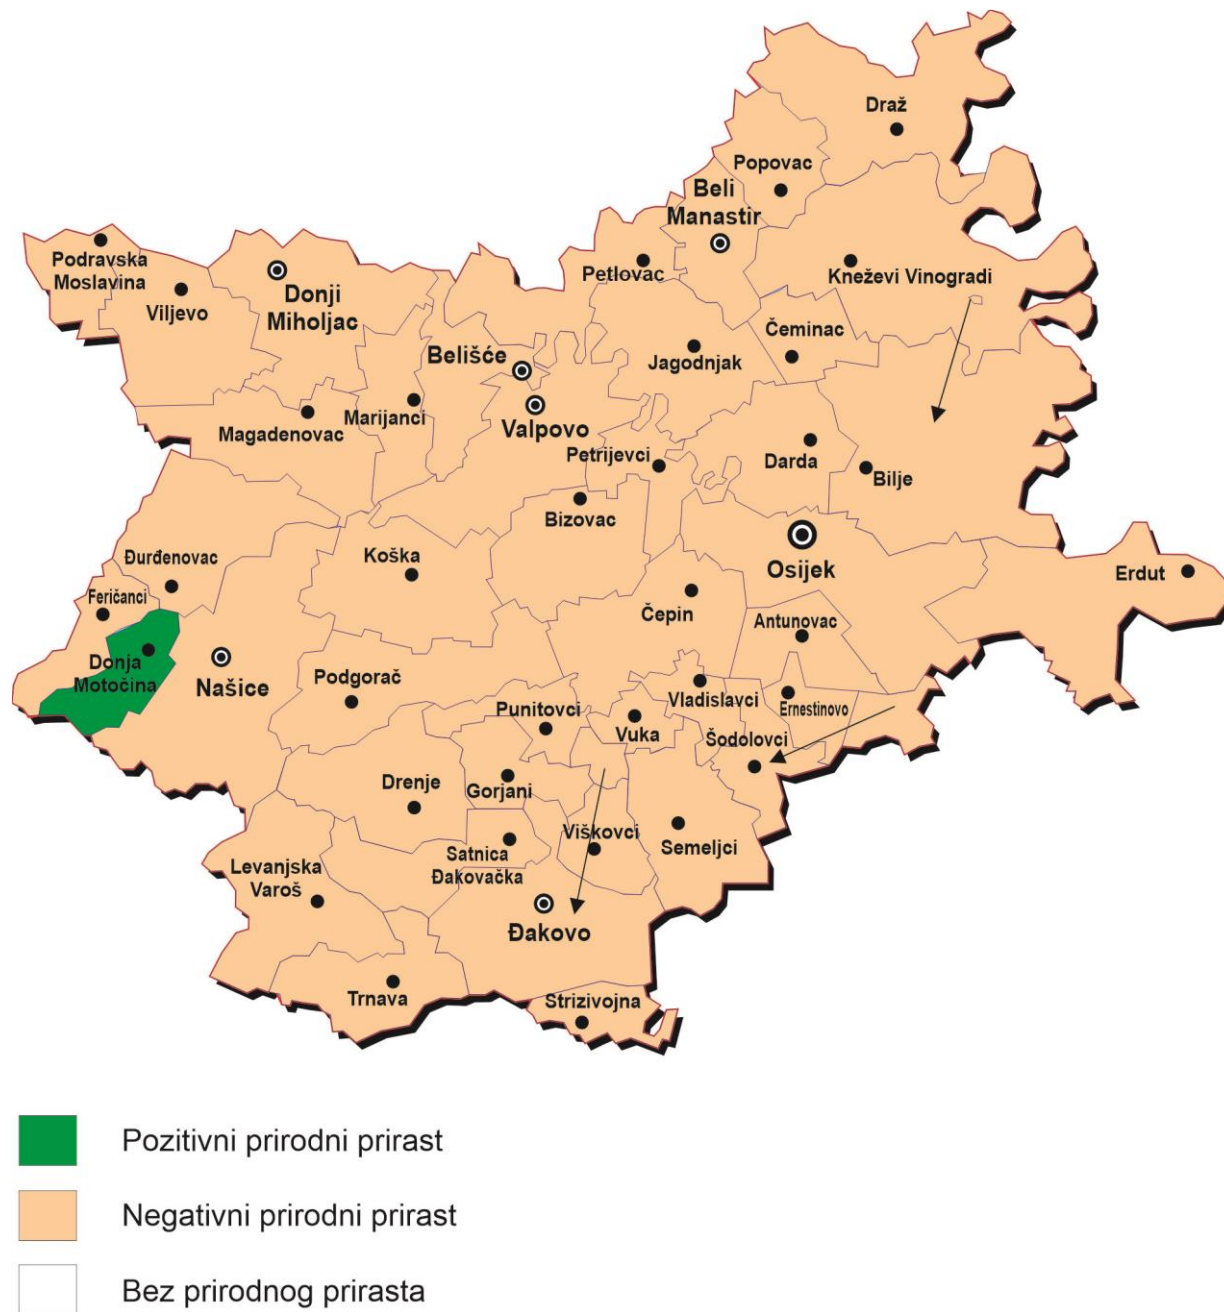 Draž
Popovac
Beli
Manastir
Podravska
Moslavina
Viljevo
Donji
Miholjac
Petlovac
Kneževi Vinogradi
Čeminac
Jagodnjak
Belišće
Marijanci
Magadenovac
Valpovo
Petrijevci
Darda
Bilje
Bizovac
Đurđenovac
Koška
Osijek
Erdut
Feričanci
Čepin
Antunovac
Donja
Motočina
Našice
Podgorač
Punitovci
Vladislavci
Ernestinovo
Vuka
Šodolovci
Drenje
Gorjani
Viškovci
Semeljci
Satnica
Đakovačka
Levanjska
Varoš
Đakovo
Trnava
Strizivojna
Pozitivni prirodni prirast
Negativni prirodni prirast
Bez prirodnog prirasta